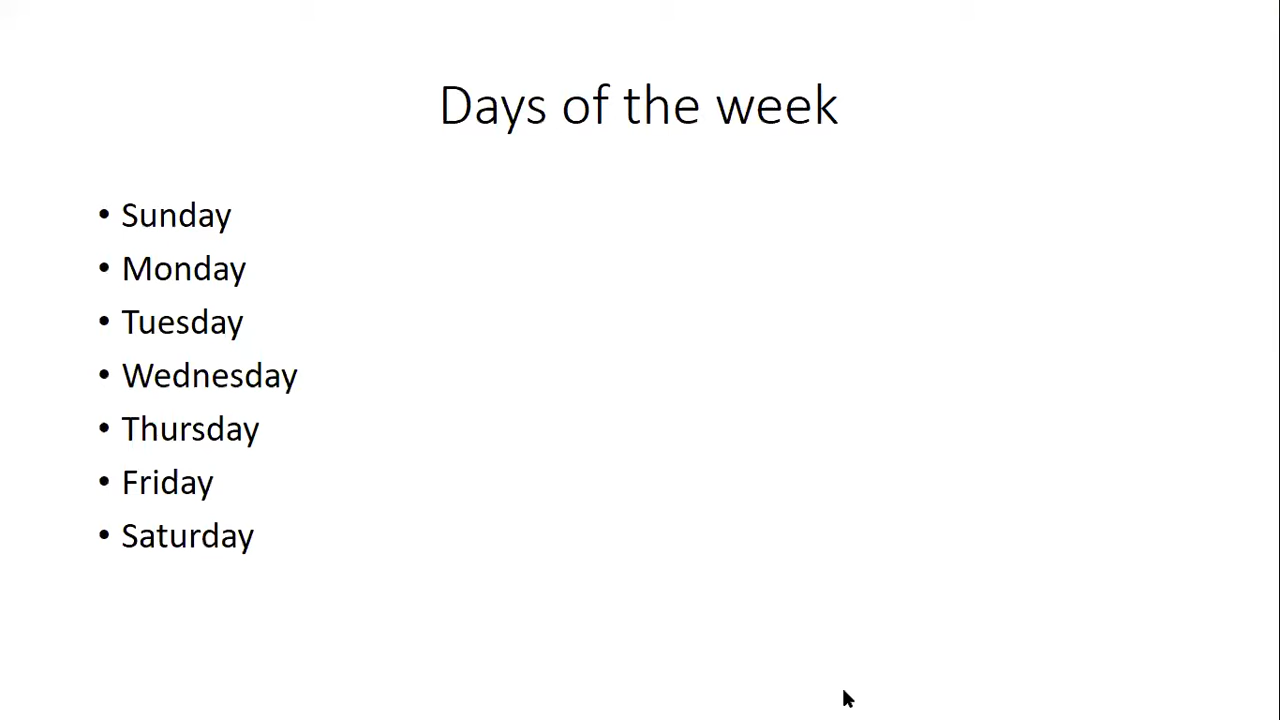 Days of the week
• Sunday
• Monday
• Tuesday
• Wednesday
• Thursday
• Friday
• Saturday